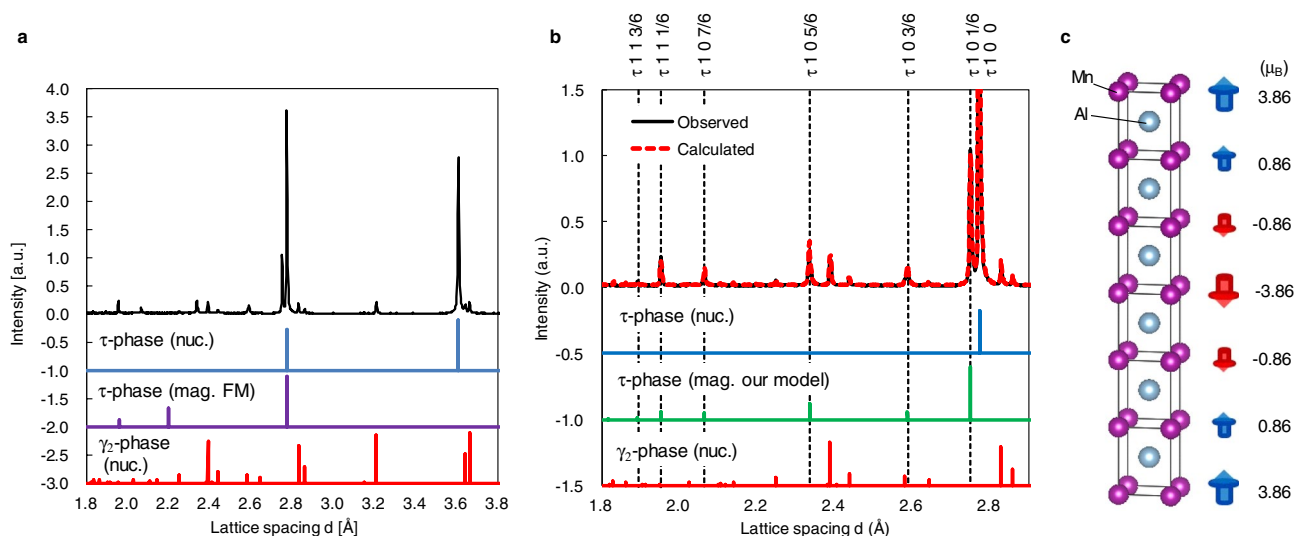 a
4.0
3.5
3.0
2.5
2.0
1.5
1.0
0.5
0.0
-0.5
-1.0
-1.5
-2.0
-2.5
-3.0
Intensity [a.u.]
τ-phase (nuc.)
τ-phase (mag. FM)
γ₂-phase
(nuc.)
1.8 2.0 2.2 2.4 2.6 2.8 3.0 3.2 3.4 3.6 3.8
Lattice spacing d [Å]
b
τ 1 1 3/6
τ 1 1 1/6
τ 1 0 7/6
τ 1 0 5/6
τ 1 0 3/6
τ 1 0 1/6
τ 1 0 0
1.5
1.0
0.5
0.0
-0.5
-1.0
-1.5
Intensity (a.u.)
Observed
Calculated
τ-phase (nuc.)
τ-phase (mag. our model)
γ₂-phase (nuc.)
1.8 2.0 2.2 2.4 2.6 2.8
Lattice spacing d (Å)
c
(μB)
Mn
Al
3.86
0.86
-0.86
-3.86
-0.86
0.86
3.86